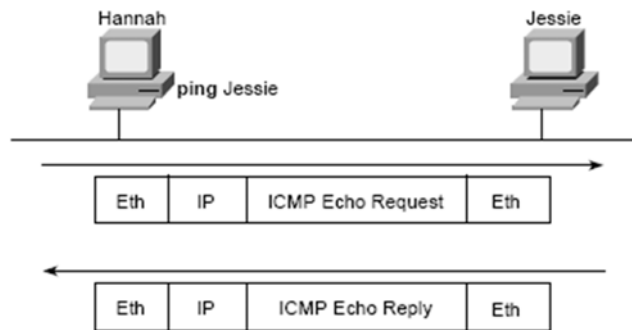 Hannah
Jessie
ping Jessie
Eth IP ICMP Echo Request Eth
Eth IP ICMP Echo Reply Eth